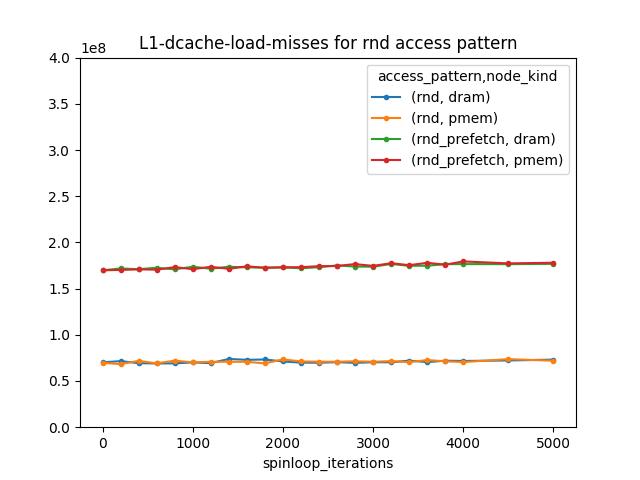 L1-dcache-load-misses for rnd access pattern
1e8
access_pattern,node_kind
(rnd, dram)
(rnd, pmem)
(rnd_prefetch, dram)
(rnd_prefetch, pmem)
4.0
3.5
3.0
2.5
2.0
1.5
1.0
0.5
0.0
0 1000 2000 3000 4000 5000
spinloop_iterations